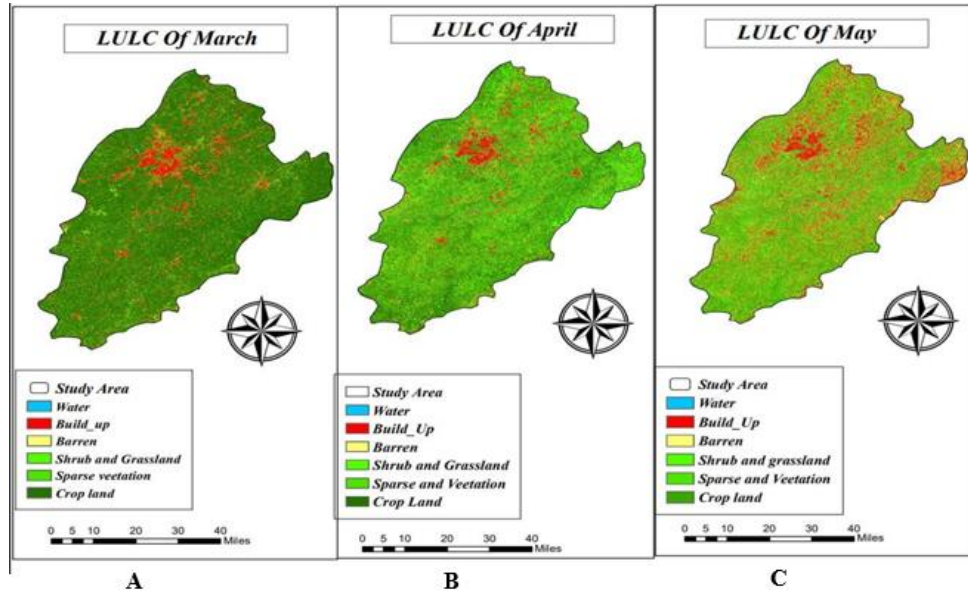 LULC Of March
Study Area
Water
Build_up
Barren
Shrub and Grassland
Sparse veetation
Crop land
0 5 10 20 30 40
Miles
A
LULC Of April
Study Area
Water
Build_Up
Barren
Shrub and Grassland
Sparse and Veetation
Crop Land
0 5 10 20 30 40
Miles
B
LULC Of May
Study Area
Water
Build_Up
Barren
Shrub and grassland
Sparse and Veetation
Crop land
0 5 10 20 30 40
Miles
C